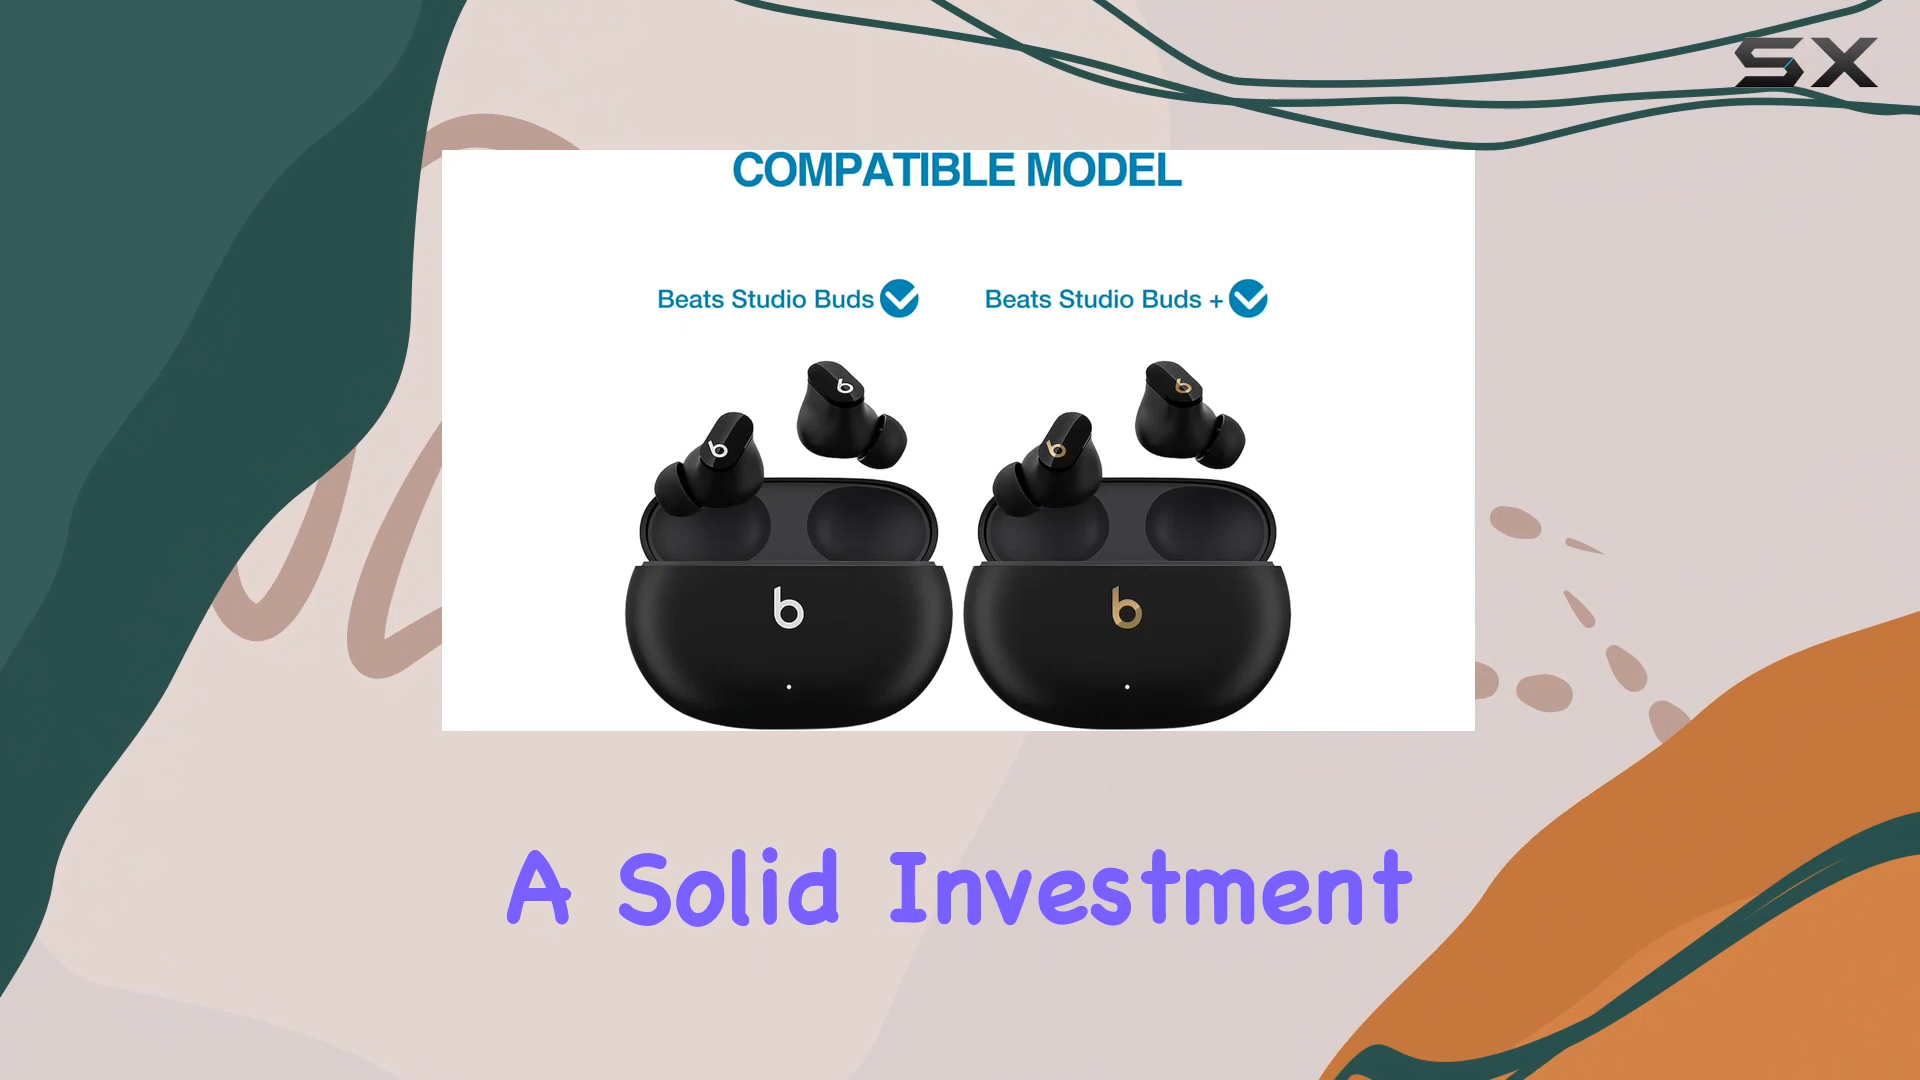 SX
COMPATIBLE MODEL
Beats Studio Buds
Beats Studio Buds +
A Solid Investment